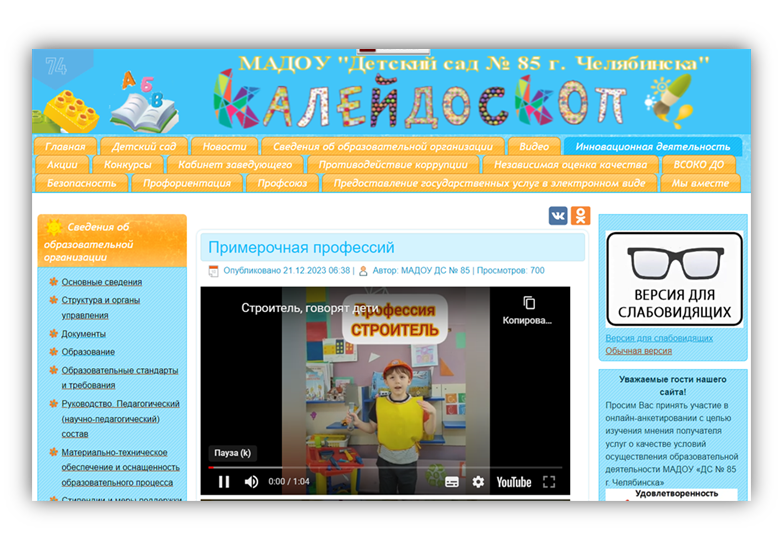 74
А Б В
МАДОУ "Детский сад № 85 г. Челябинска"
КАЛЕЙДОСКОП
Главная Детский сад Новости Сведения об образовательной организации Видео Инновационная деятельность
Акции Конкурсы Кабинет заведующего Противодействие коррупции Независимая оценка качества ВСОКО ДО
Безопасность Профориентация Профсоюз Предоставление государственных услуг в электронном виде Мы вместе
Сведения об
образовательной
организации
Основные сведения
Структура и органы
управления
Документы
Образование
Образовательные стандарты
и требования
Руководство. Педагогический
(научно-педагогический)
состав
Материально-техническое
обеспечение и оснащенность
образовательного процесса
Стипендии и меры поддержки
Примерочная профессий
Опубликовано 21.12.2023 06:38 | Автор: МАДОУ ДС № 85 | Просмотров: 700
Строитель, говорят дети
Копирова...
Профессия
СТРОИТЕЛЬ
Пауза (k)
0:00 / 1:04
YouTube
ВЕРСИЯ ДЛЯ
СЛАБОВИДЯЩИХ
Версия для слабовидящих
Обычная версия
Уважаемые гости нашего
сайта!
Просим Вас принять участие в
онлайн-анкетировании с целью
изучения мнения получателя
услуг о качестве условий
осуществления образовательной
деятельности МАДОУ «ДС № 85
г. Челябинска»
Удовлетворенность